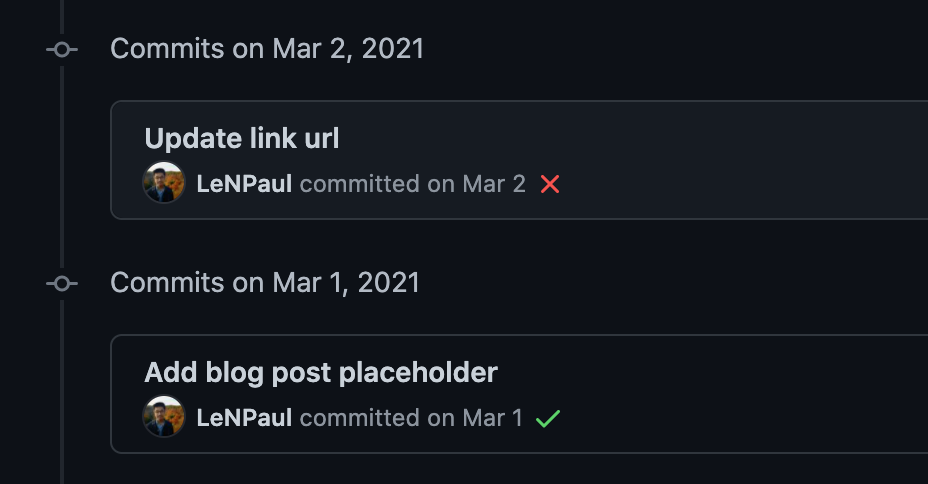 Commits on Mar 2, 2021
Update link url
LeNPaul committed on Mar 2
Commits on Mar 1, 2021
Add blog post placeholder
LeNPaul committed on Mar 1